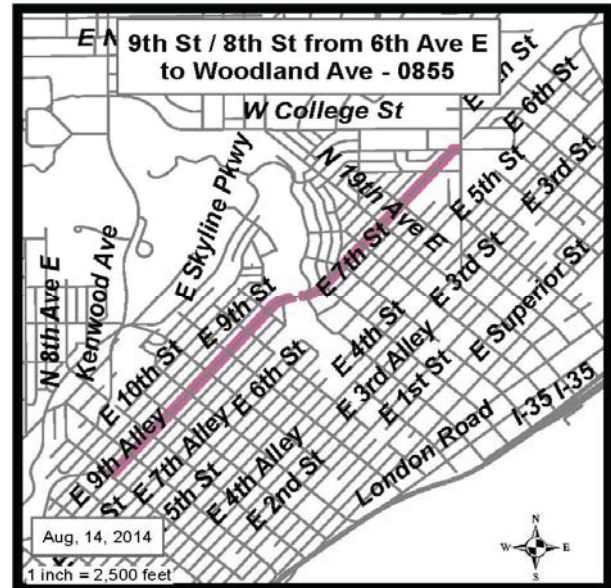 9th St / 8th St from 6th Ave E
to Woodland Ave - 0855
E N
W College St
St
E 6th St
N 19th Ave E
E 5th St
E 3rd St
E Skyline Pkwy
Kenwood Ave
N 8th Ave E
E 7th St
E 3rd St
E Superior St
E 9th St
E 10th St
E 4th St
E 3rd Alley
E 1st St
I-35 I-35
London Road
E 6th St
E 9th Alley
E 7th Alley
5th St
E 4th Alley
E 2nd St
St
Aug, 14, 2014
1 inch = 2,500 feet
N
W E
S